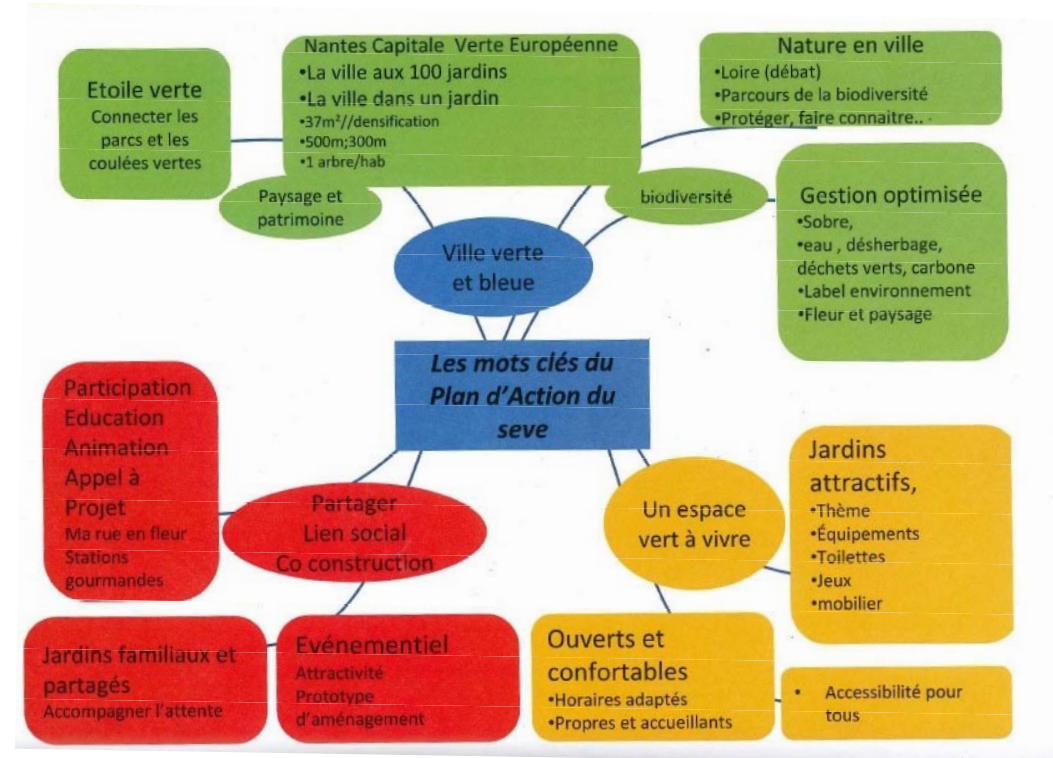 Etoile verte
Connecter les
parcs et les
coulées vertes
Nantes Capitale Verte Européenne
•La ville aux 100 jardins
•La ville dans un jardin
•37m²//densification
•500m;300m
•1 arbre/hab
Nature en ville
•Loire (débat)
•Parcours de la biodiversité
•Protéger, faire connaitre..
Paysage et
patrimoine
biodiversité
Gestion optimisée
•Sobre,
•eau , désherbage,
déchets verts, carbone
•Label environnement
•Fleur et paysage
Ville verte
et bleue
Les mots clés du
Plan d'Action du
seve
Participation
Education
Animation
Appel à
Projet
Ma rue en fleur
Stations
gourmandes
Partager
Lien social
Co construction
Un espace
vert à vivre
Jardins
attractifs,
•Thème
•Équipements
•Toilettes
•Jeux
•mobilier
Jardins familiaux et
partagés
Accompagner l'attente
Evénementiel
Attractivité
Prototype
d'aménagement
Ouverts et
confortables
•Horaires adaptés
•Propres et accueillants
• Accessibilité pour
tous